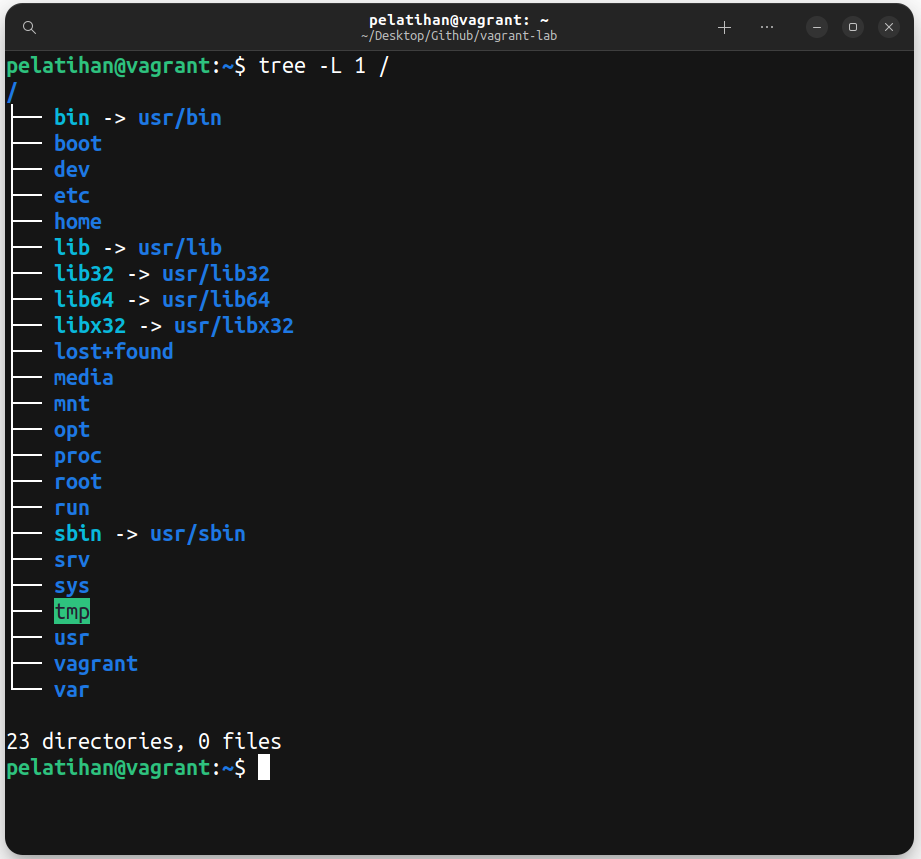 pelatihan@vagrant: ~
~/Desktop/Github/vagrant-lab
pelatihan@vagrant:~$ tree -L 1 /
/
├── bin -> usr/bin
├── boot
├── dev
├── etc
├── home
├── lib -> usr/lib
├── lib32 -> usr/lib32
├── lib64 -> usr/lib64
├── libx32 -> usr/libx32
├── lost+found
├── media
├── mnt
├── opt
├── proc
├── root
├── run
├── sbin -> usr/sbin
├── srv
├── sys
├── tmp
├── usr
├── vagrant
└── var
23 directories, 0 files
pelatihan@vagrant:~$